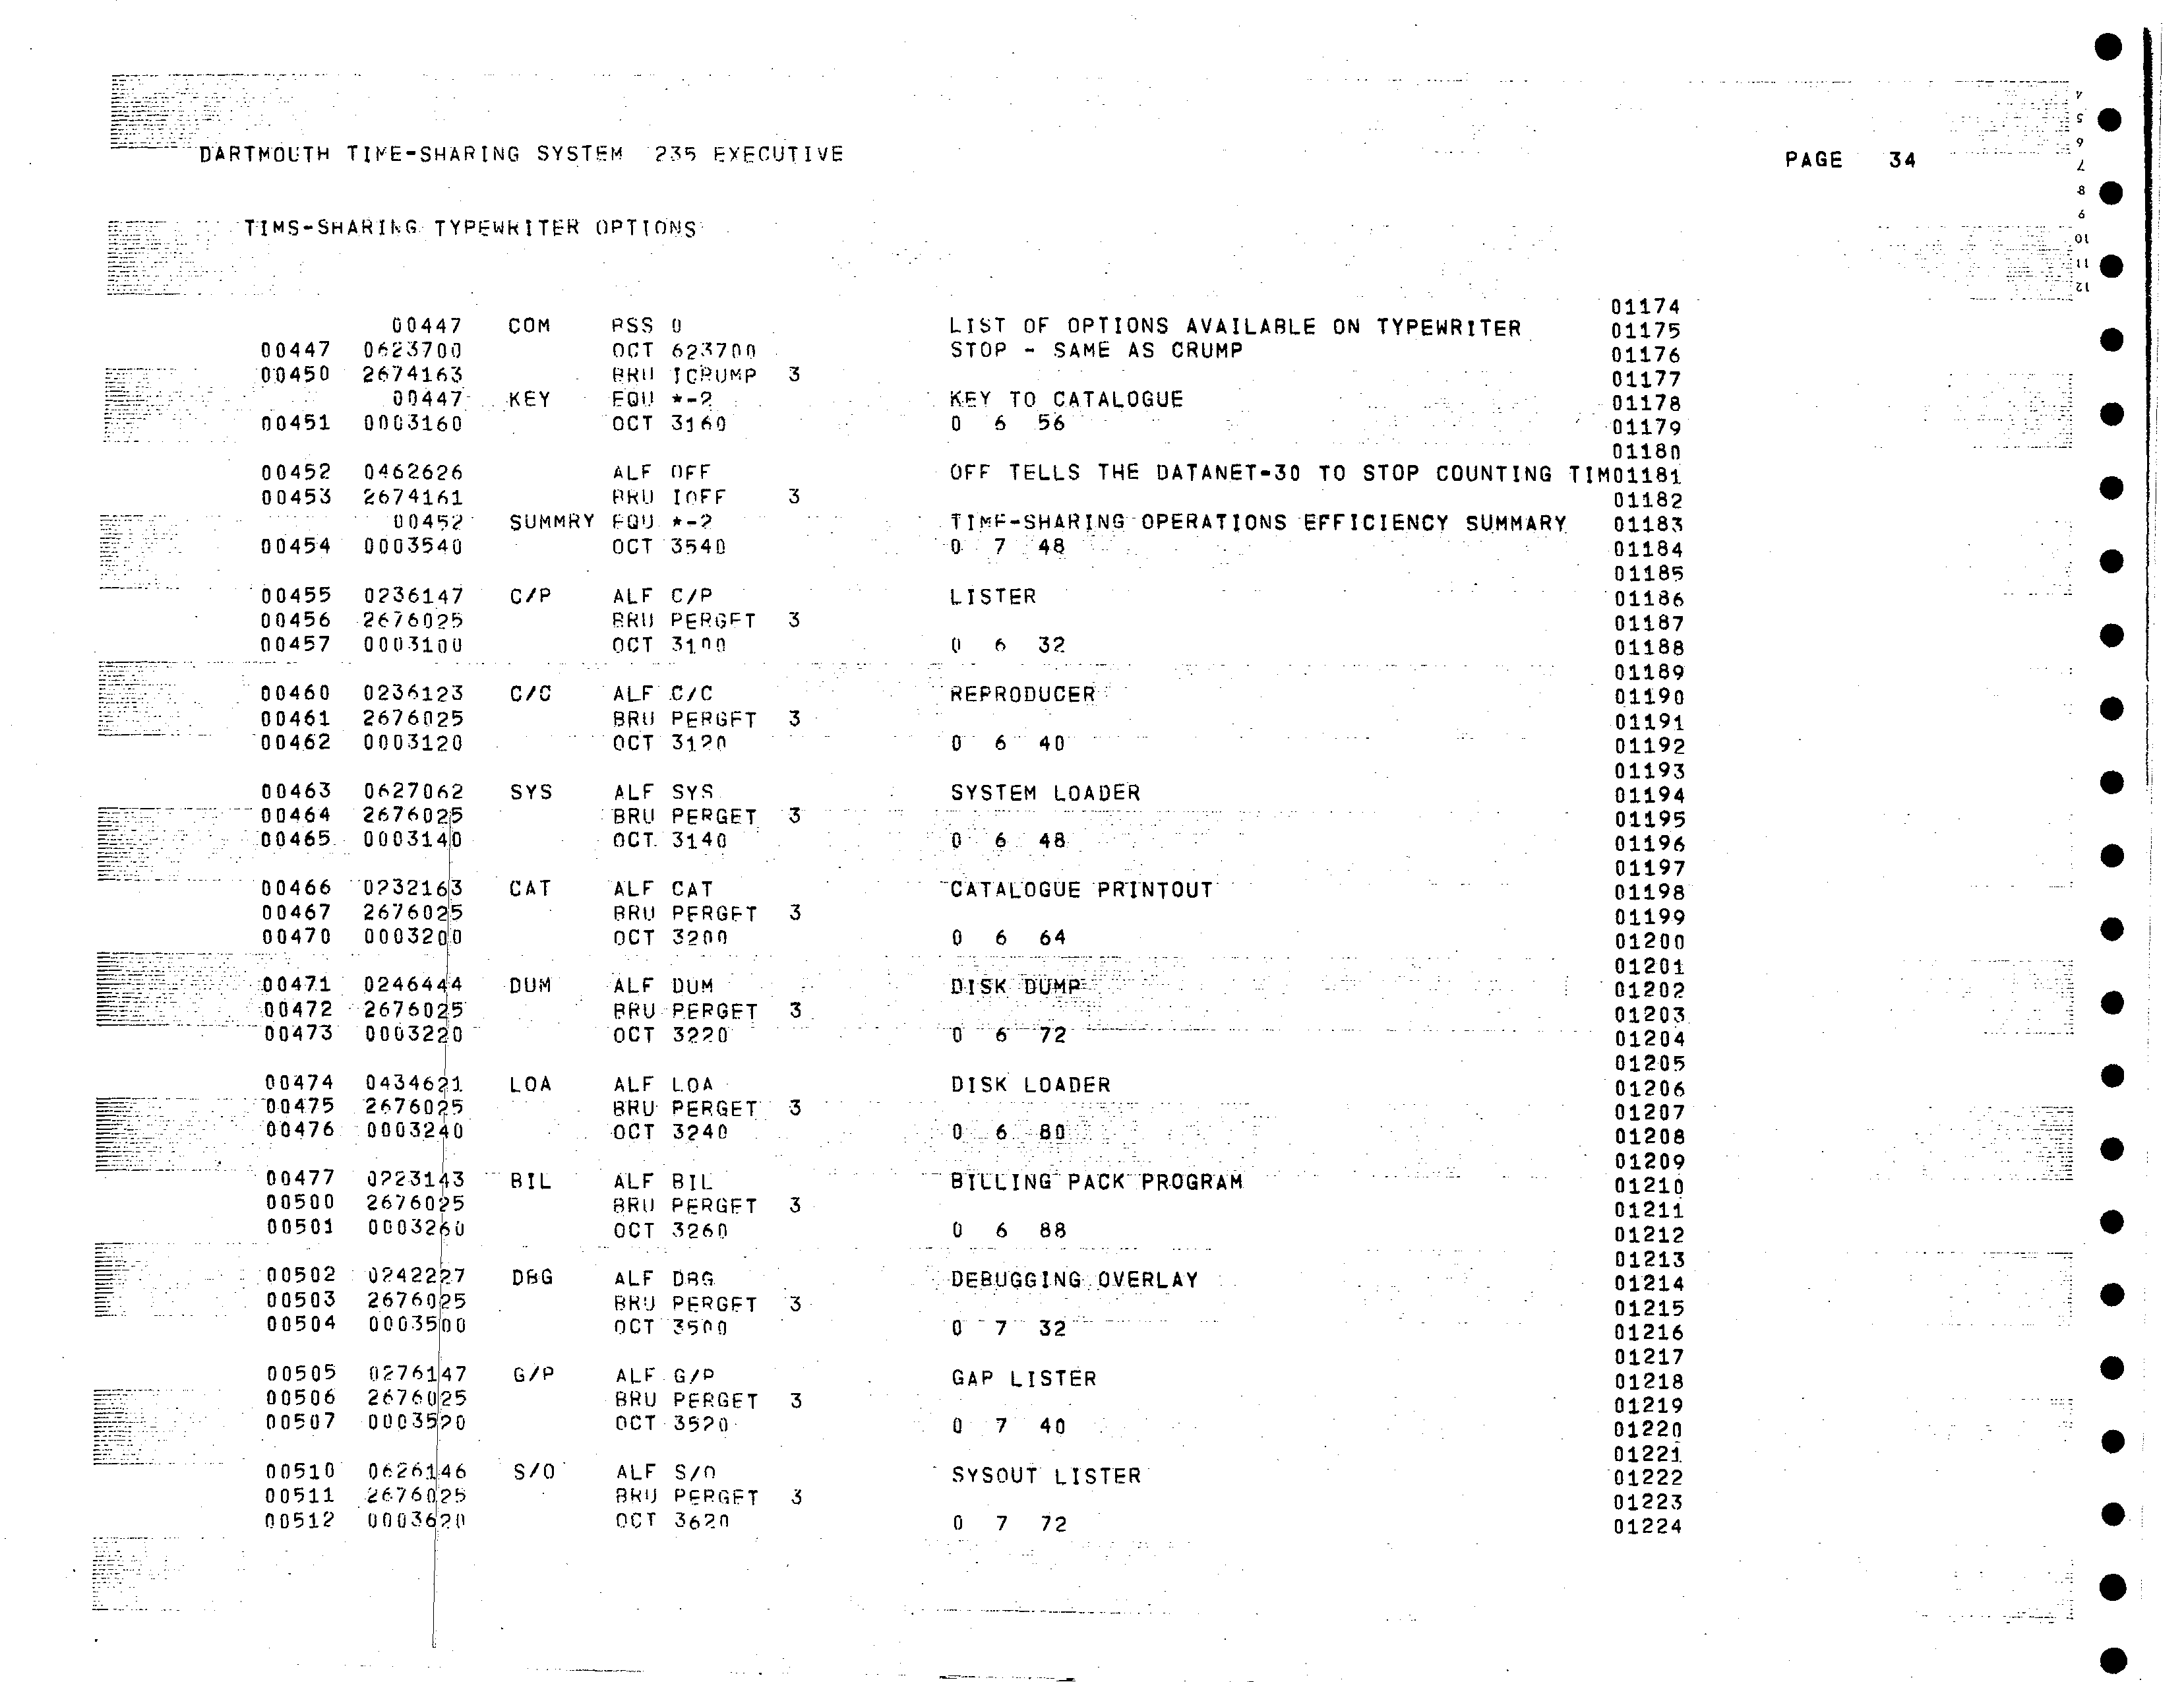 DARTMOUTH TIME-SHARING SYSTEM 235 EXECUTIVE PAGE 34
TIMS-SHARING TYPEWRITER OPTIONS
01174
00447 COM BSS 0 LIST OF OPTIONS AVAILABLE ON TYPEWRITER 01175
00447 0623700 OCT 623700 STOP - SAME AS CRUMP 01176
00450 2674163 BRU ICRUMP 3 01177
00447 KEY EQU *-2 KEY TO CATALOGUE 01178
00451 0003160 OCT 3160 0 6 56 01179
01180
00452 0462626 ALF OFF OFF TELLS THE DATANET-30 TO STOP COUNTING TIM01181
00453 2674161 BRU IOFF 3 01182
00452 SUMMRY EQU *-2 TIME-SHARING OPERATIONS EFFICIENCY SUMMARY 01183
00454 0003540 OCT 3540 0 7 48 01184
01185
00455 0236147 C/P ALF C/P LISTER 01186
00456 2676025 BRU PERGET 3 01187
00457 0003100 OCT 3100 0 6 32 01188
01189
00460 0236123 C/C ALF C/C REPRODUCER 01190
00461 2676025 BRU PERGET 3 01191
00462 0003120 OCT 3120 0 6 40 01192
01193
00463 0627062 SYS ALF SYS SYSTEM LOADER 01194
00464 2676025 BRU PERGET 3 01195
00465 0003140 OCT 3140 0 6 48 01196
01197
00466 0232163 CAT ALF CAT CATALOGUE PRINTOUT 01198
00467 2676025 BRU PERGET 3 01199
00470 0003200 OCT 3200 0 6 64 01200
01201
00471 0246444 DUM ALF DUM DISK DUMP 01202
00472 2676025 BRU PERGET 3 01203
00473 0003220 OCT 3220 0 6 72 01204
01205
00474 0434621 LOA ALF LOA DISK LOADER 01206
00475 2676025 BRU PERGET 3 01207
00476 0003240 OCT 3240 0 6 80 01208
01209
00477 0223143 BIL ALF BIL BILLING PACK PROGRAM 01210
00500 2676025 BRU PERGET 3 01211
00501 0003260 OCT 3260 0 6 88 01212
01213
00502 0242227 DBG ALF DBG DEBUGGING OVERLAY 01214
00503 2676025 BRU PERGET 3 01215
00504 0003500 OCT 3500 0 7 32 01216
01217
00505 0276147 G/P ALF G/P GAP LISTER 01218
00506 2676025 BRU PERGET 3 01219
00507 0003520 OCT 3520 0 7 40 01220
01221
00510 0626146 S/O ALF S/O SYSOUT LISTER 01222
00511 2676025 BRU PERGET 3 01223
00512 0003620 OCT 3620 0 7 72 01224
4
5
6
7
8
9
10
11
12